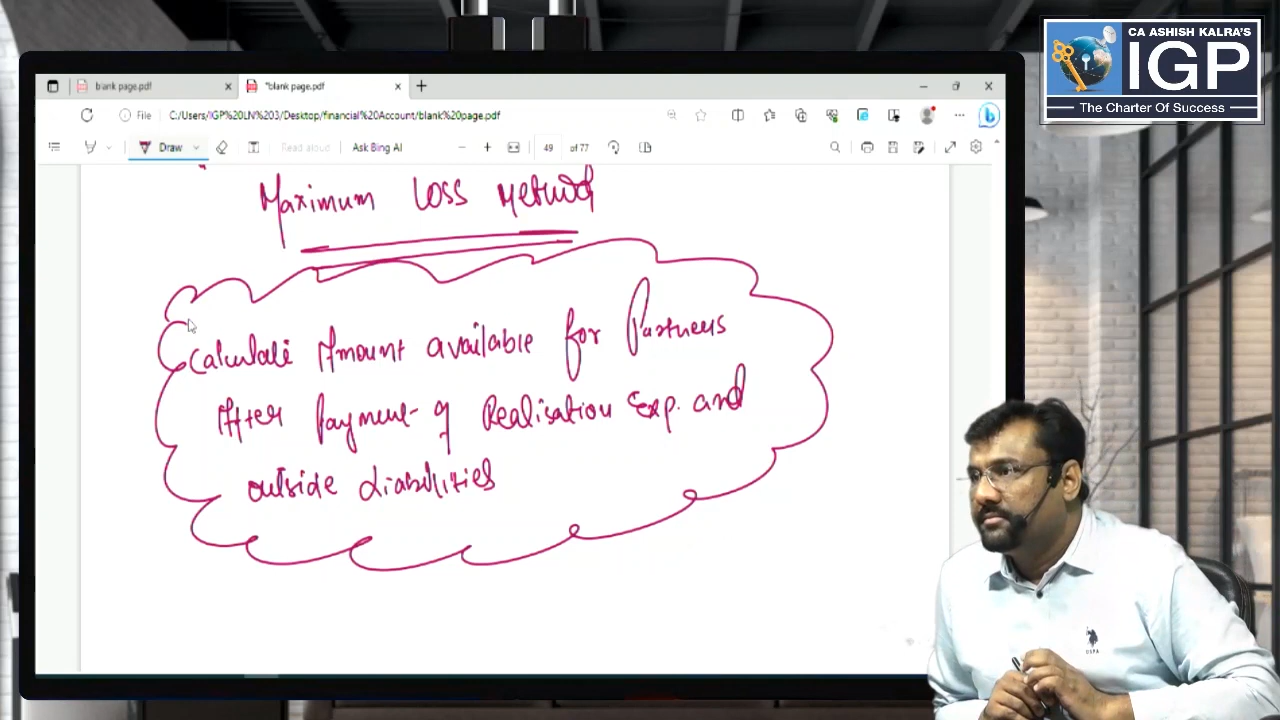 CA ASHISH KALRA'S
IGP
The Charter Of Success
blank page.pdf
*blank page.pdf
File
C:/Users/IGP%20LN%203/Desktop/financial%20Account/blank%20page.pdf
Draw
Read aloud
Ask Bing AI
49 of 77
Maximum Loss Method
Calculate Amount available for Partners
After Payment of Realisation Exp. and
outside Liabilities
USPA